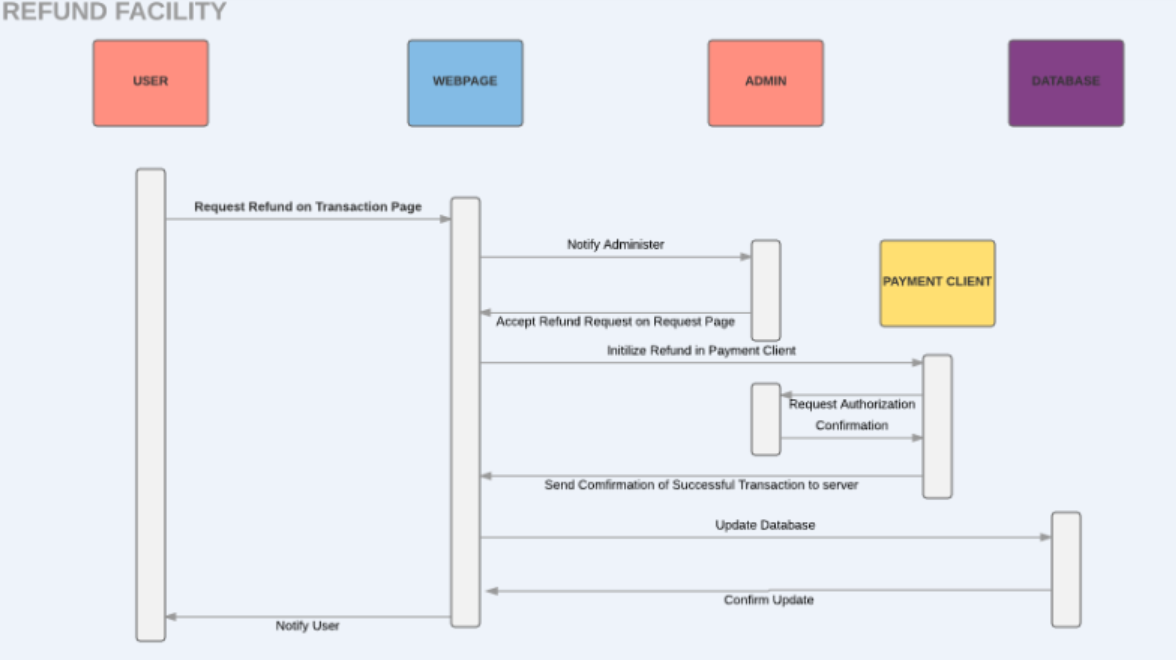 REFUND FACILITY
USER
WEBPAGE
ADMIN
DATABASE
Request Refund on Transaction Page
Notify Administer
PAYMENT CLIENT
Accept Refund Request on Request Page
Initilize Refund in Payment Client
Request Authorization
Confirmation
Send Comfirmation of Successful Transaction to server
Update Database
Confirm Update
Notify User